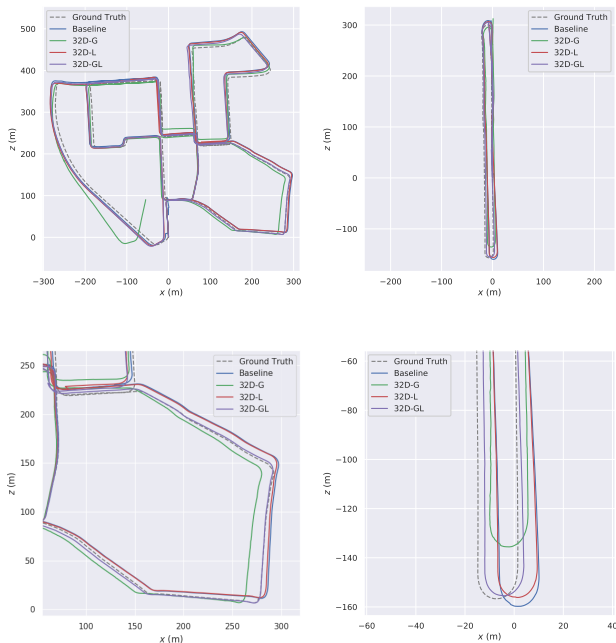 500
400
300
200
100
0
z (m)
−300 −200 −100 0 100 200 300
x (m)
Ground Truth
Baseline
32D-G
32D-L
32D-GL
300
200
100
0
−100
z (m)
−200 −100 0 100 200
x (m)
Ground Truth
Baseline
32D-G
32D-L
32D-GL
250
200
150
100
50
0
z (m)
100 150 200 250 300
x (m)
Ground Truth
Baseline
32D-G
32D-L
32D-GL
−60
−80
−100
−120
−140
−160
z (m)
−60 −40 −20 0 20 40
x (m)
Ground Truth
Baseline
32D-G
32D-L
32D-GL